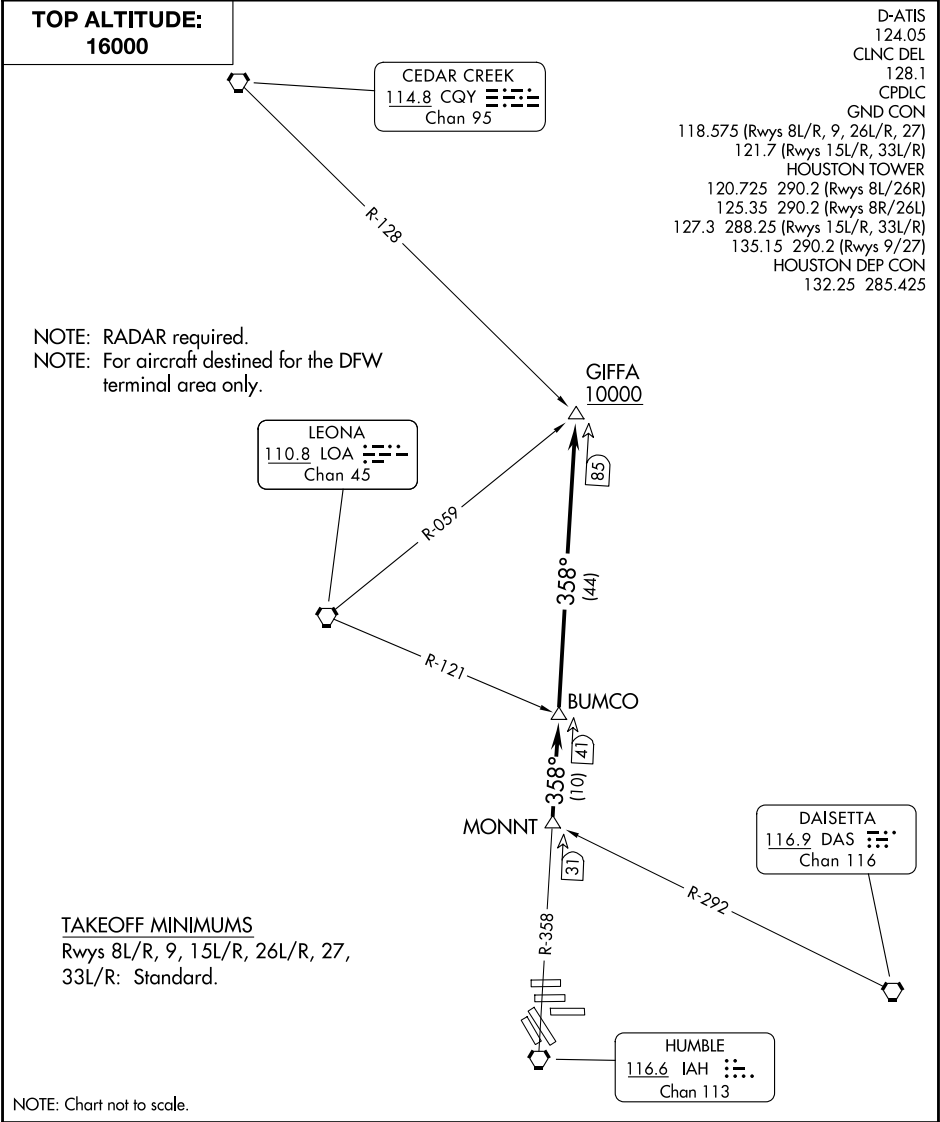 TOP ALTITUDE:
16000
D-ATIS
124.05
CLNC DEL
128.1
CPDLC
GND CON
118.575 (Rwys 8L/R, 9, 26L/R, 27)
121.7 (Rwys 15L/R, 33L/R)
HOUSTON TOWER
120.725 290.2 (Rwys 8L/26R)
125.35 290.2 (Rwys 8R/26L)
127.3 288.25 (Rwys 15L/R, 33L/R)
135.15 290.2 (Rwys 9/27)
HOUSTON DEP CON
132.25 285.425
CEDAR CREEK
114.8 CQY
Chan 95
R-128
NOTE: RADAR required.
NOTE: For aircraft destined for the DFW
terminal area only.
GIFFA
10000
LEONA
110.8 LOA
Chan 45
85
R-059
358°
(44)
R-121
BUMCO
41
358°
(10)
MONNT
31
DAISETTA
116.9 DAS
Chan 116
R-292
R-358
TAKEOFF MINIMUMS
Rwys 8L/R, 9, 15L/R, 26L/R, 27,
33L/R: Standard.
HUMBLE
116.6 IAH
Chan 113
NOTE: Chart not to scale.